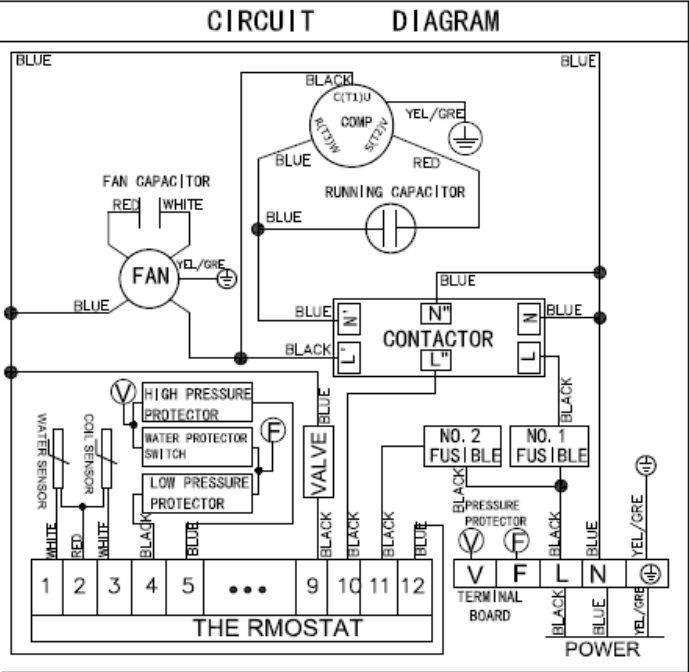 CIRCUIT DIAGRAM
BLUE
BLUE
BLACK
C(T1)U
COMP
R(T3)W
S(T2)V
YEL/GRE
BLUE
RED
FAN CAPACITOR
RED
WHITE
RUNNING CAPACITOR
BLUE
FAN
YEL/GRE
BLUE
BLUE
BLUE
N'
N"
N
BLUE
CONTACTOR
BLACK
L'
L"
L
BLACK
V
HIGH PRESSURE
PROTECTOR
WATER PROTECTOR
SWITCH
F
LOW PRESSURE
PROTECTOR
WATER SENSOR
COIL SENSOR
BLUE
VALVE
NO. 2
FUSIBLE
NO. 1
FUSIBLE
BLACK
PRESSURE
PROTECTOR
V
F
WHITE
RED
WHITE
BLACK
BLUE
BLACK
BLACK
BLACK
BLUE
BLACK
BLUE
YEL/GRE
1 2 3 4 5 ••• 9 10 11 12
THE RMOSTAT
V F L N
TERMINAL
BOARD
BLACK
BLUE
YEL/GRE
POWER